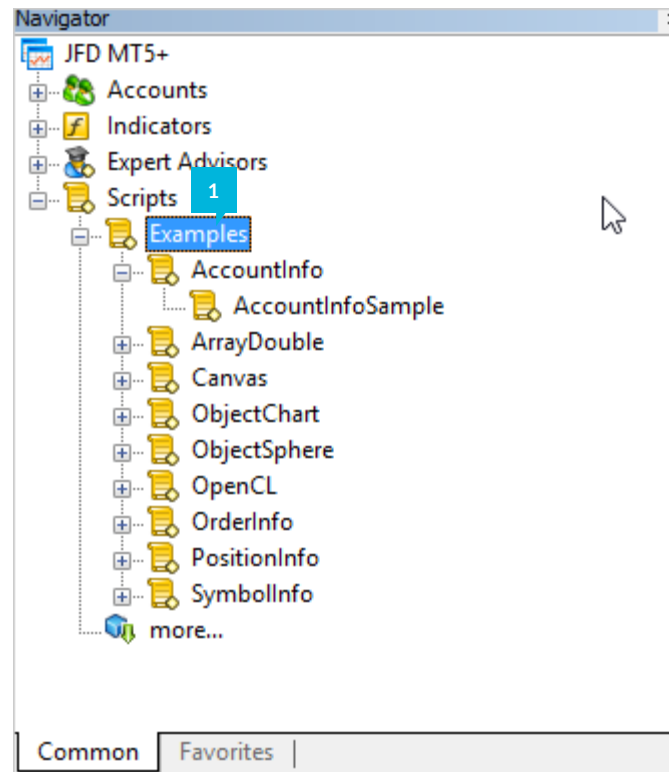 Navigator
JFD MT5+
Accounts
Indicators
Expert Advisors
Scripts
1
Examples
AccountInfo
AccountInfoSample
ArrayDouble
Canvas
ObjectChart
ObjectSphere
OpenCL
OrderInfo
PositionInfo
SymbolInfo
more...
Common Favorites